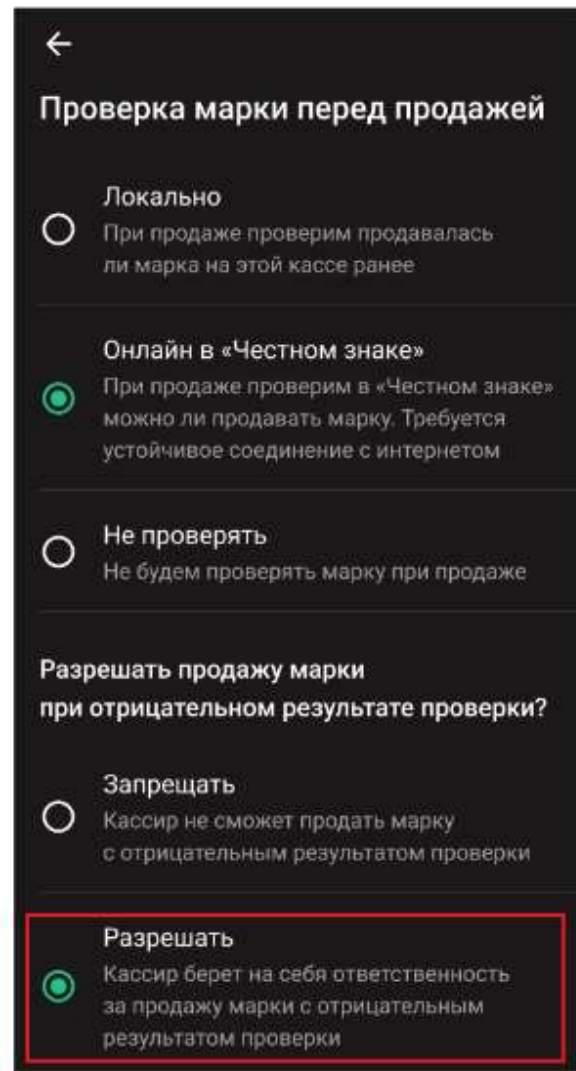 Проверка марки перед продажей
Локально
При продаже проверим продавалась
ли марка на этой кассе ранее
Онлайн в «Честном знаке»
При продаже проверим в «Честном знаке»
можно ли продавать марку. Требуется
устойчивое соединение с интернетом
Не проверять
Не будем проверять марку при продаже
Разрешать продажу марки
при отрицательном результате проверки?
Запрещать
Кассир не сможет продать марку
с отрицательным результатом проверки
Разрешать
Кассир берет на себя ответственность
за продажу марки с отрицательным
результатом проверки